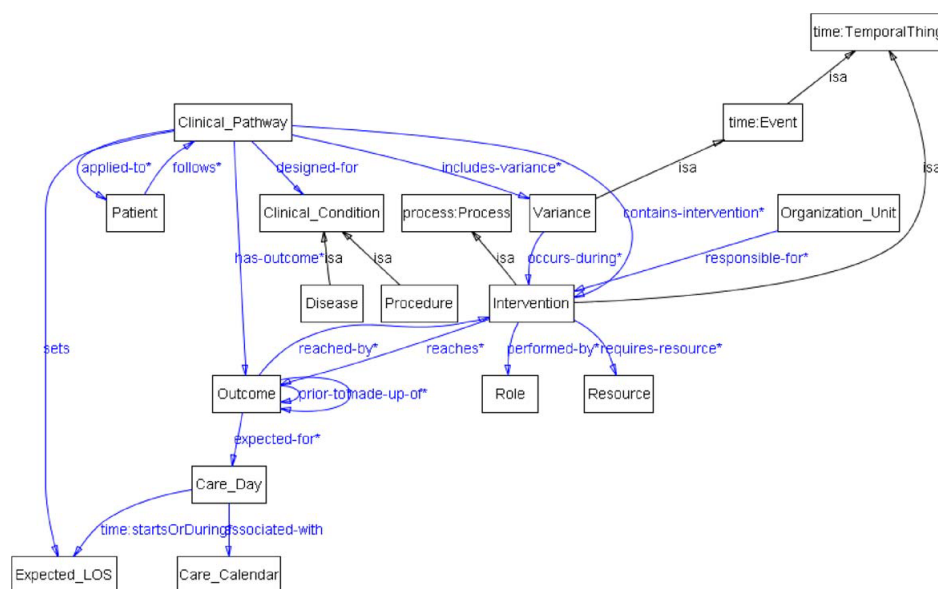 time:TemporalThing
isa
Clinical_Pathway
time:Event
applied-to*
follows*
designed-for
includes-variance*
isa
isa
Patient
Clinical_Condition
process:Process
Variance
contains-intervention*
Organization_Unit
has-outcome*
isa
isa
isa
occurs-during*
responsible-for*
Disease
Procedure
Intervention
sets
reached-by*
reaches*
performed-by*
requires-resource*
Outcome
prior-to
made-up-of*
Role
Resource
expected-for*
Care_Day
time:startsOrDuring
associated-with
Expected_LOS
Care_Calendar